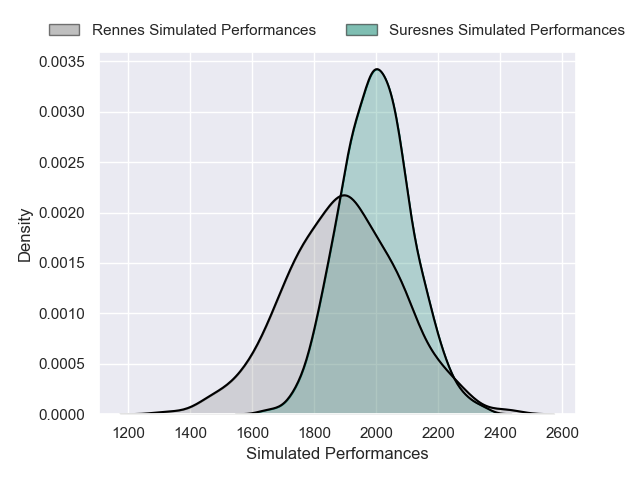 Rennes Simulated Performances Suresnes Simulated Performances
0.0035
0.0030
0.0025
0.0020
0.0015
0.0010
0.0005
0.0000
Density
1200 1400 1600 1800 2000 2200 2400 2600
Simulated Performances